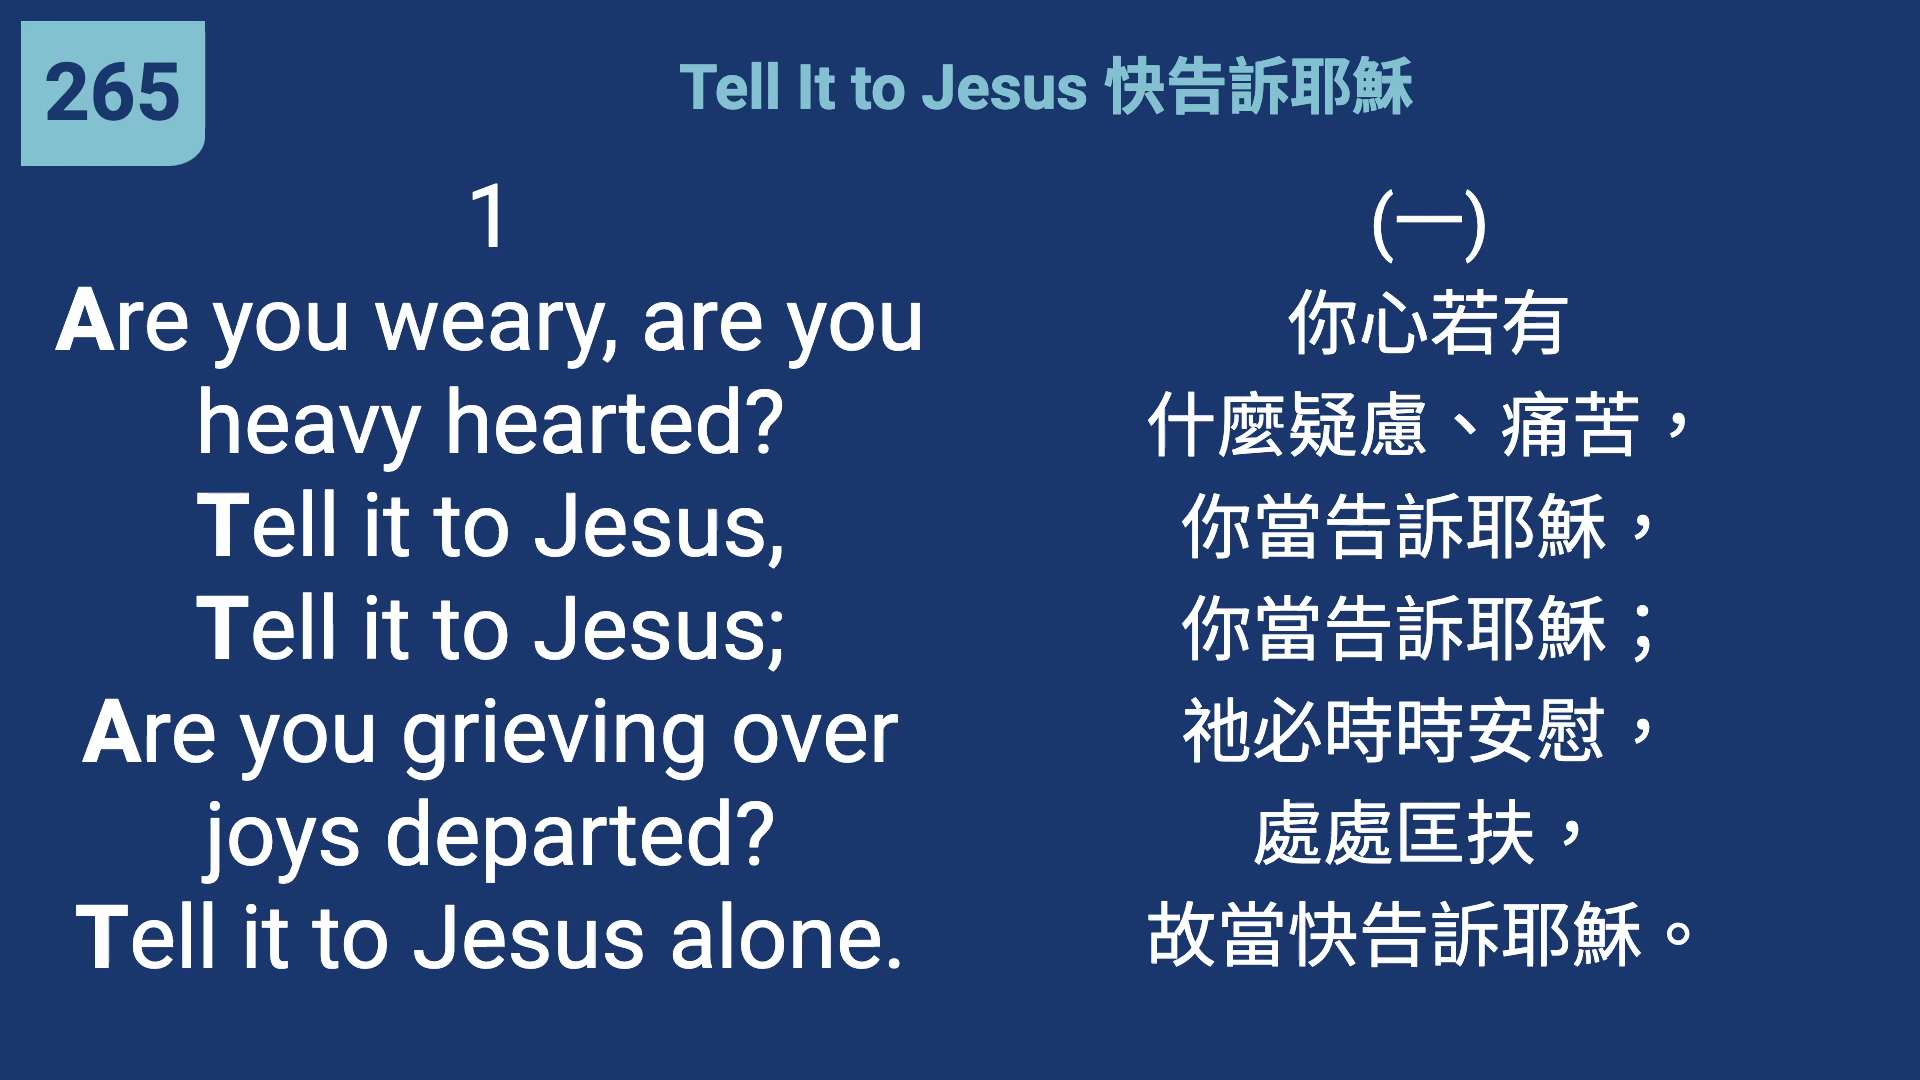 265
Tell It to Jesus 快告訴耶穌
1
Are you weary, are you
heavy hearted?
Tell it to Jesus,
Tell it to Jesus;
Are you grieving over
joys departed?
Tell it to Jesus alone.
(一)
你心若有
什麼疑慮、痛苦，
你當告訴耶穌，
你當告訴耶穌；
祂必時時安慰，
處處匡扶，
故當快告訴耶穌。